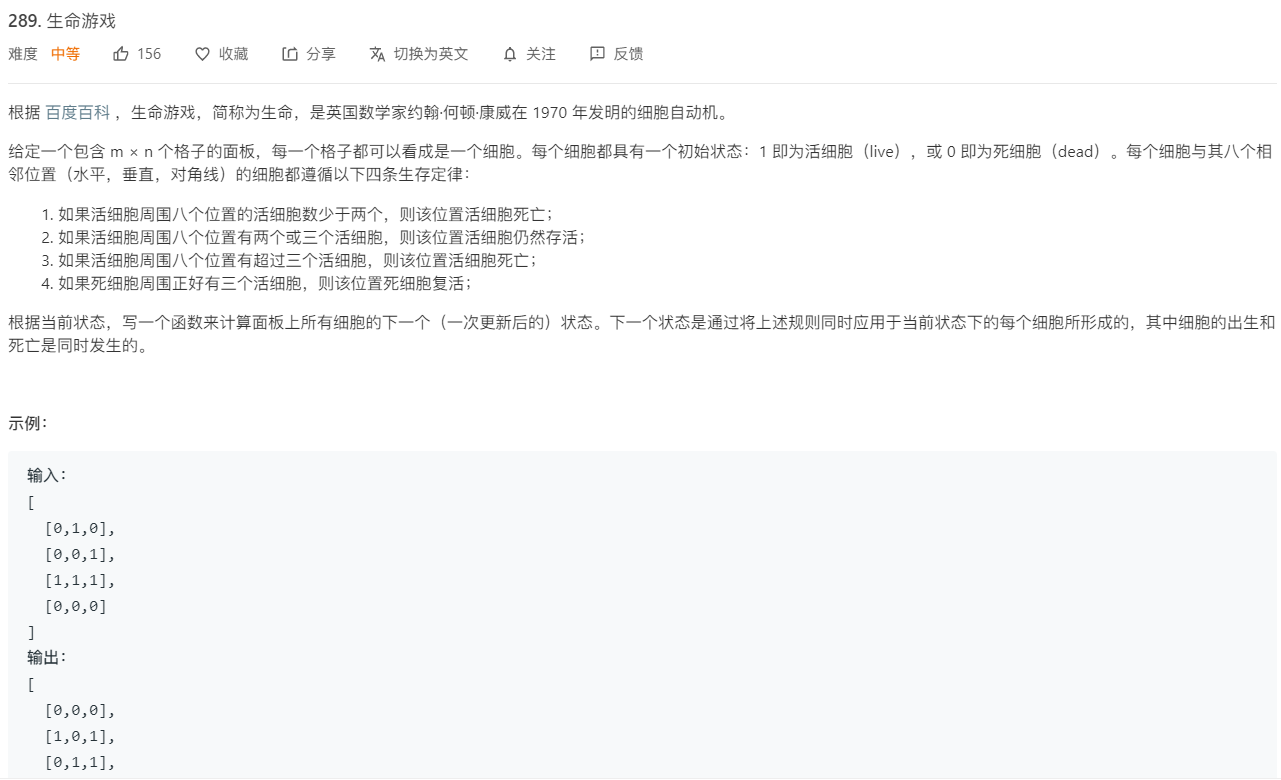 289. 生命游戏
难度 中等 156 收藏 分享 切换为英文 关注 反馈
根据 百度百科 ，生命游戏，简称为生命，是英国数学家约翰·何顿·康威在 1970 年发明的细胞自动机。
给定一个包含 m × n 个格子的面板，每一个格子都可以看成是一个细胞。每个细胞都具有一个初始状态：1 即为活细胞（live），或 0 即为死细胞（dead）。每个细胞与其八个相
邻位置（水平，垂直，对角线）的细胞都遵循以下四条生存定律：
1. 如果活细胞周围八个位置的活细胞数少于两个，则该位置活细胞死亡；
2. 如果活细胞周围八个位置有两个或三个活细胞，则该位置活细胞仍然存活；
3. 如果活细胞周围八个位置有超过三个活细胞，则该位置活细胞死亡；
4. 如果死细胞周围正好有三个活细胞，则该位置死细胞复活；
根据当前状态，写一个函数来计算面板上所有细胞的下一个（一次更新后的）状态。下一个状态是通过将上述规则同时应用于当前状态下的每个细胞所形成的，其中细胞的出生和
死亡是同时发生的。
示例：
输入：
[
[0,1,0],
[0,0,1],
[1,1,1],
[0,0,0]
]
输出：
[
[0,0,0],
[1,0,1],
[0,1,1],